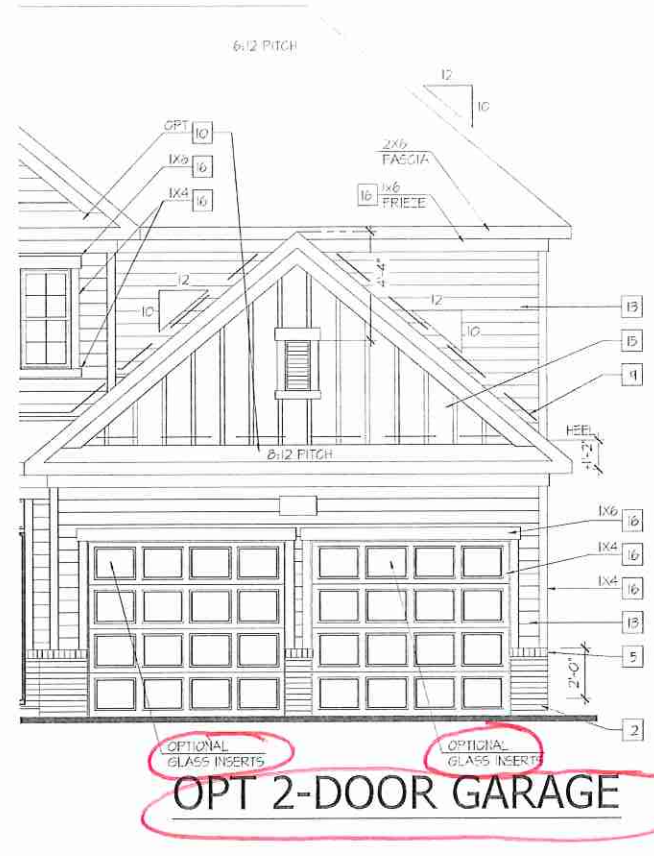 6:12 PITCH
12
10
OPT 10
1X6 16
1X4 16
2X6
FASCIA
16 1X6
FRIEZE
4'-4"
12
10
12
10
13
15
9
HEEL
+1'-2"
8:12 PITCH
1X6 16
1X4 16
1X4 16
13
5
2'-0"
2
OPTIONAL
GLASS INSERTS
OPTIONAL
GLASS INSERTS
OPT 2-DOOR GARAGE